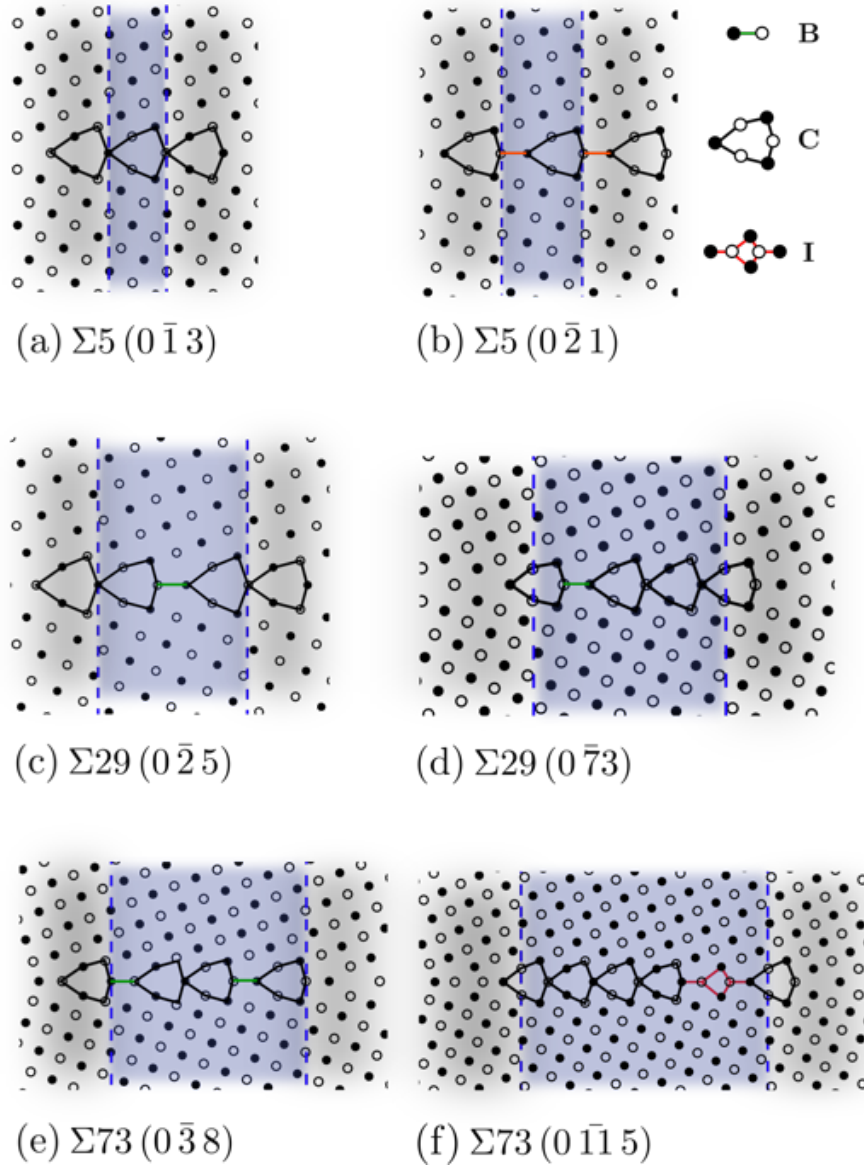 B
C
I
(a) Σ5 (0 1̄ 3)
(b) Σ5 (0 2̄ 1)
(c) Σ29 (0 2̄ 5)
(d) Σ29 (0 7̄ 3)
(e) Σ73 (0 3̄ 8)
(f) Σ73 (0 1̄1̄ 5)